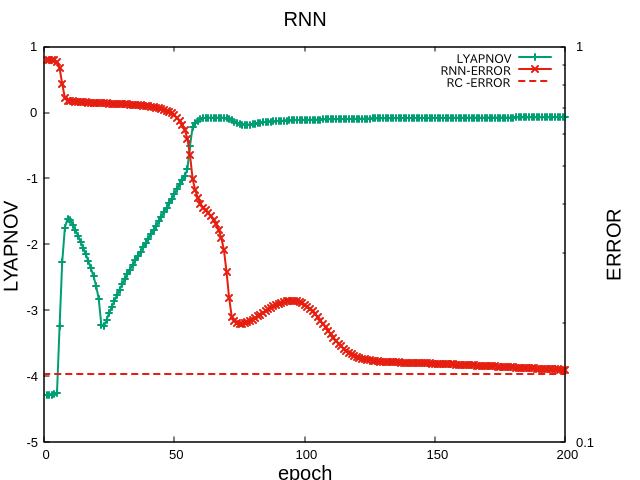 RNN
1
1
LYAPNOV
RNN-ERROR
RC -ERROR
0
-1
-2
-3
-4
-5
0.1
LYAPNOV
ERROR
0
50
100
150
200
epoch